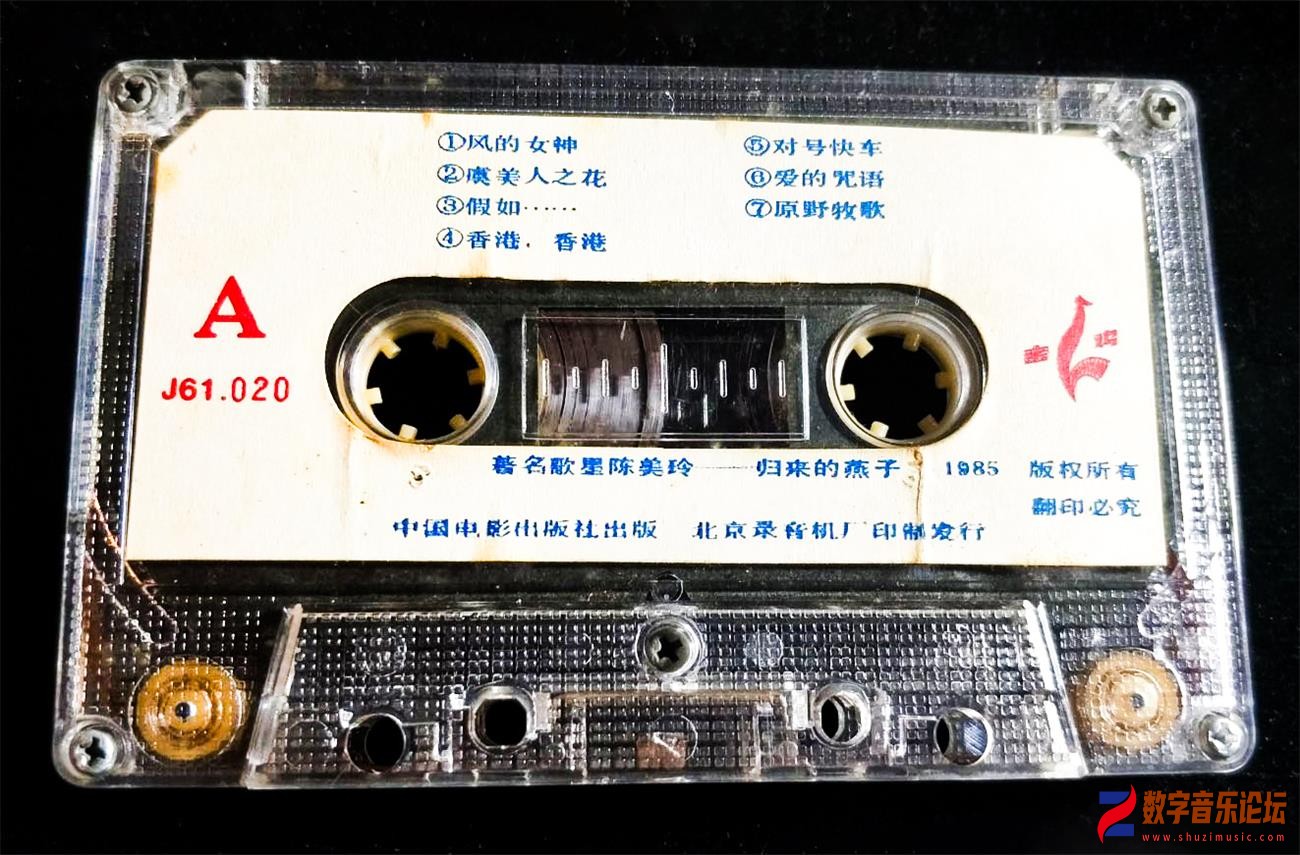 ①风的女神
②虞美人之花
③假如……
④香港，香港
⑤对号快车
⑥爱的咒语
⑦原野牧歌
A
J61.020
著名歌星陈美玲——归来的燕子 1985 版权所有
翻印必究
中国电影出版社出版 北京录音机厂印制发行
数字音乐论坛
www.shuzimusic.com